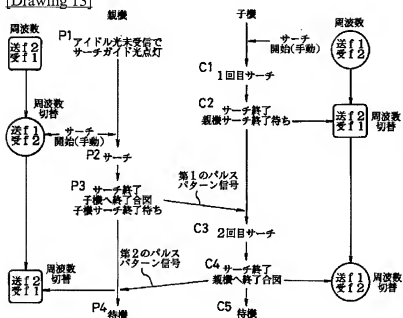 [Drawing 13]
親機
子機
周波数
P1
アイドル光未受信で
サーチガイド光点灯
送f2
受f1
サーチ
開始(手動)
周波数
送f1
受f2
C1
1回目サーチ
C2
サーチ終了
親機サーチ終了待ち
送f2
受f1
周波数
切替
周波数
切替
送f1
受f2
サーチ
開始(手動)
P2
サーチ
P3
サーチ終了
子機へ終了合図
子機サーチ終了待ち
第1のパルス
パターン信号
C3
2回目サーチ
第2のパルス
パターン信号
C4
サーチ終了
親機へ終了合図
送f2
受f1
周波数
切替
送f1
受f2
周波数
切替
P4
待機
C5
待機